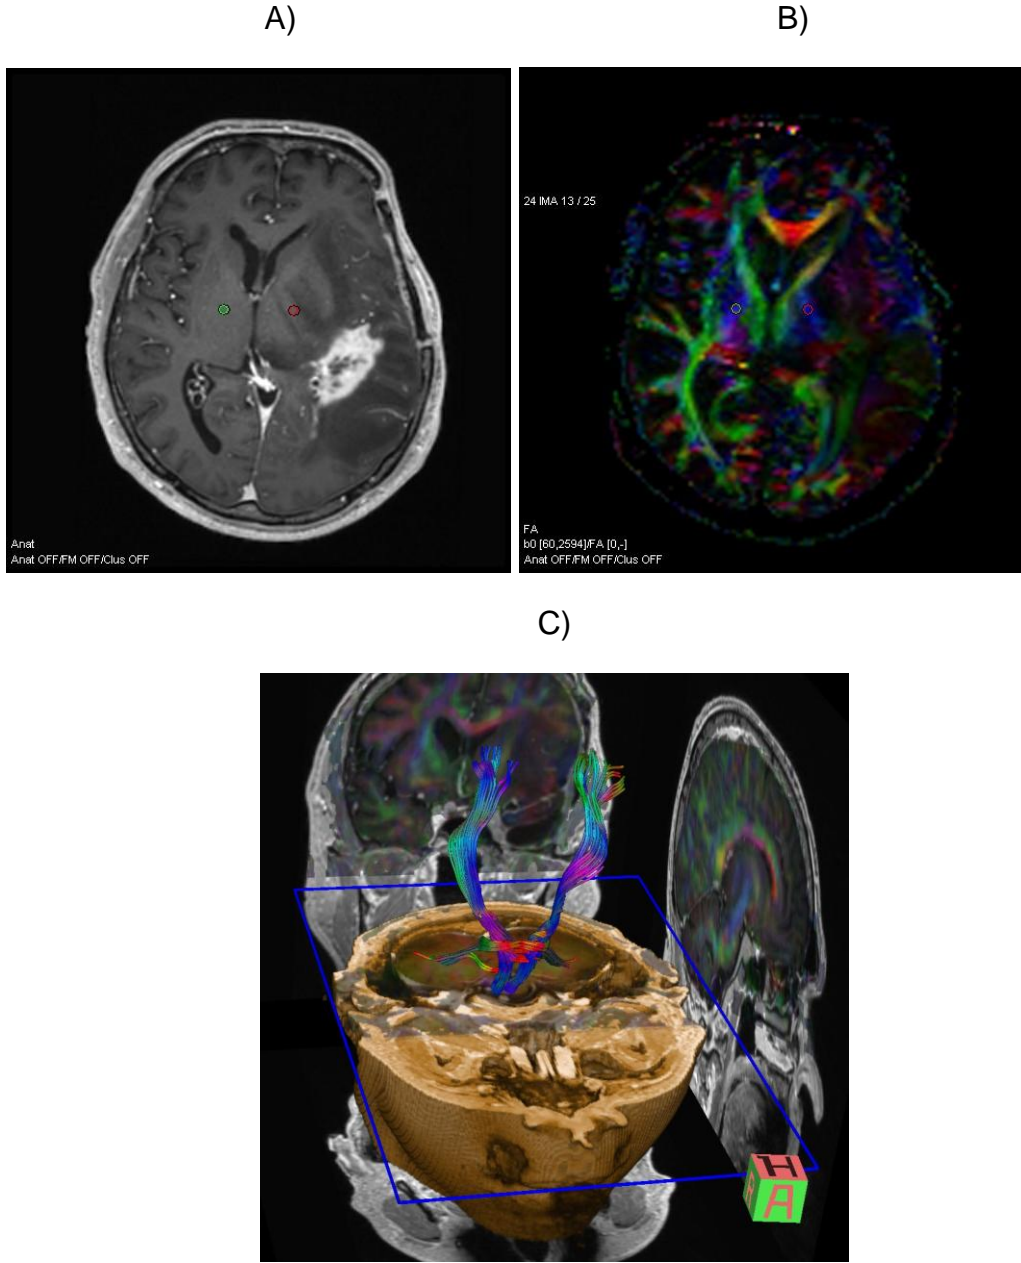 A)
B)
24 IMA 13 / 25
Anat
Anat OFF/FM OFF/Clus OFF
FA
b0 [60,2594]/FA [0,-]
Anat OFF/FM OFF/Clus OFF
C)
H
A